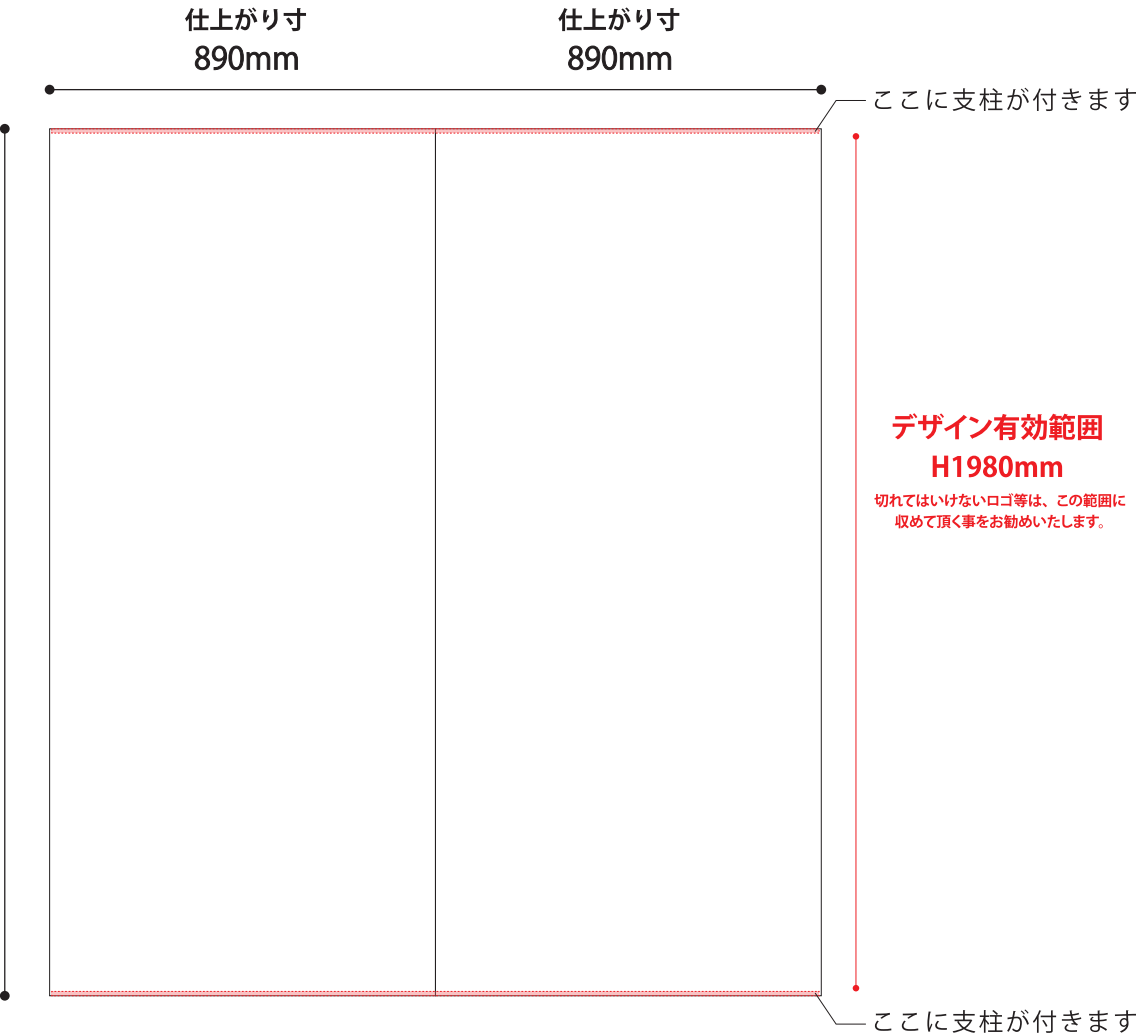 仕上がり寸
890mm
仕上がり寸
890mm
ここに支柱が付きます
デザイン有効範囲
H1980mm
切れてはいけないロゴ等は、この範囲に
収めて頂く事をお勧めいたします。
ここに支柱が付きます